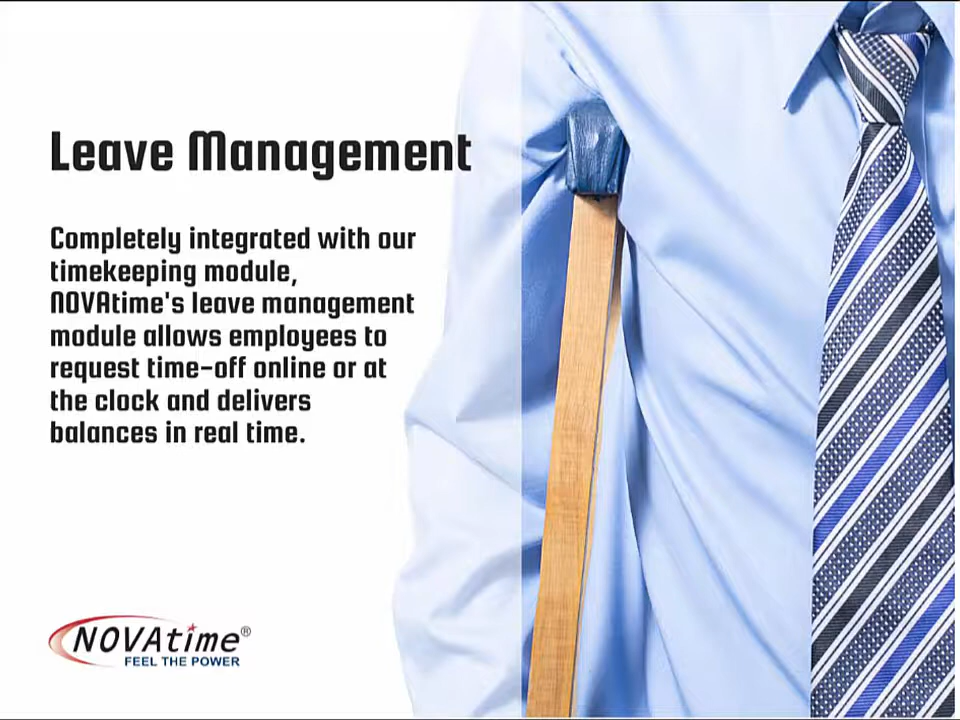 Leave Management
Completely integrated with our
timekeeping module,
NOVAtime's leave management
module allows employees to
request time-off online or at
the clock and delivers
balances in real time.
NOVAtime®
FEEL THE POWER